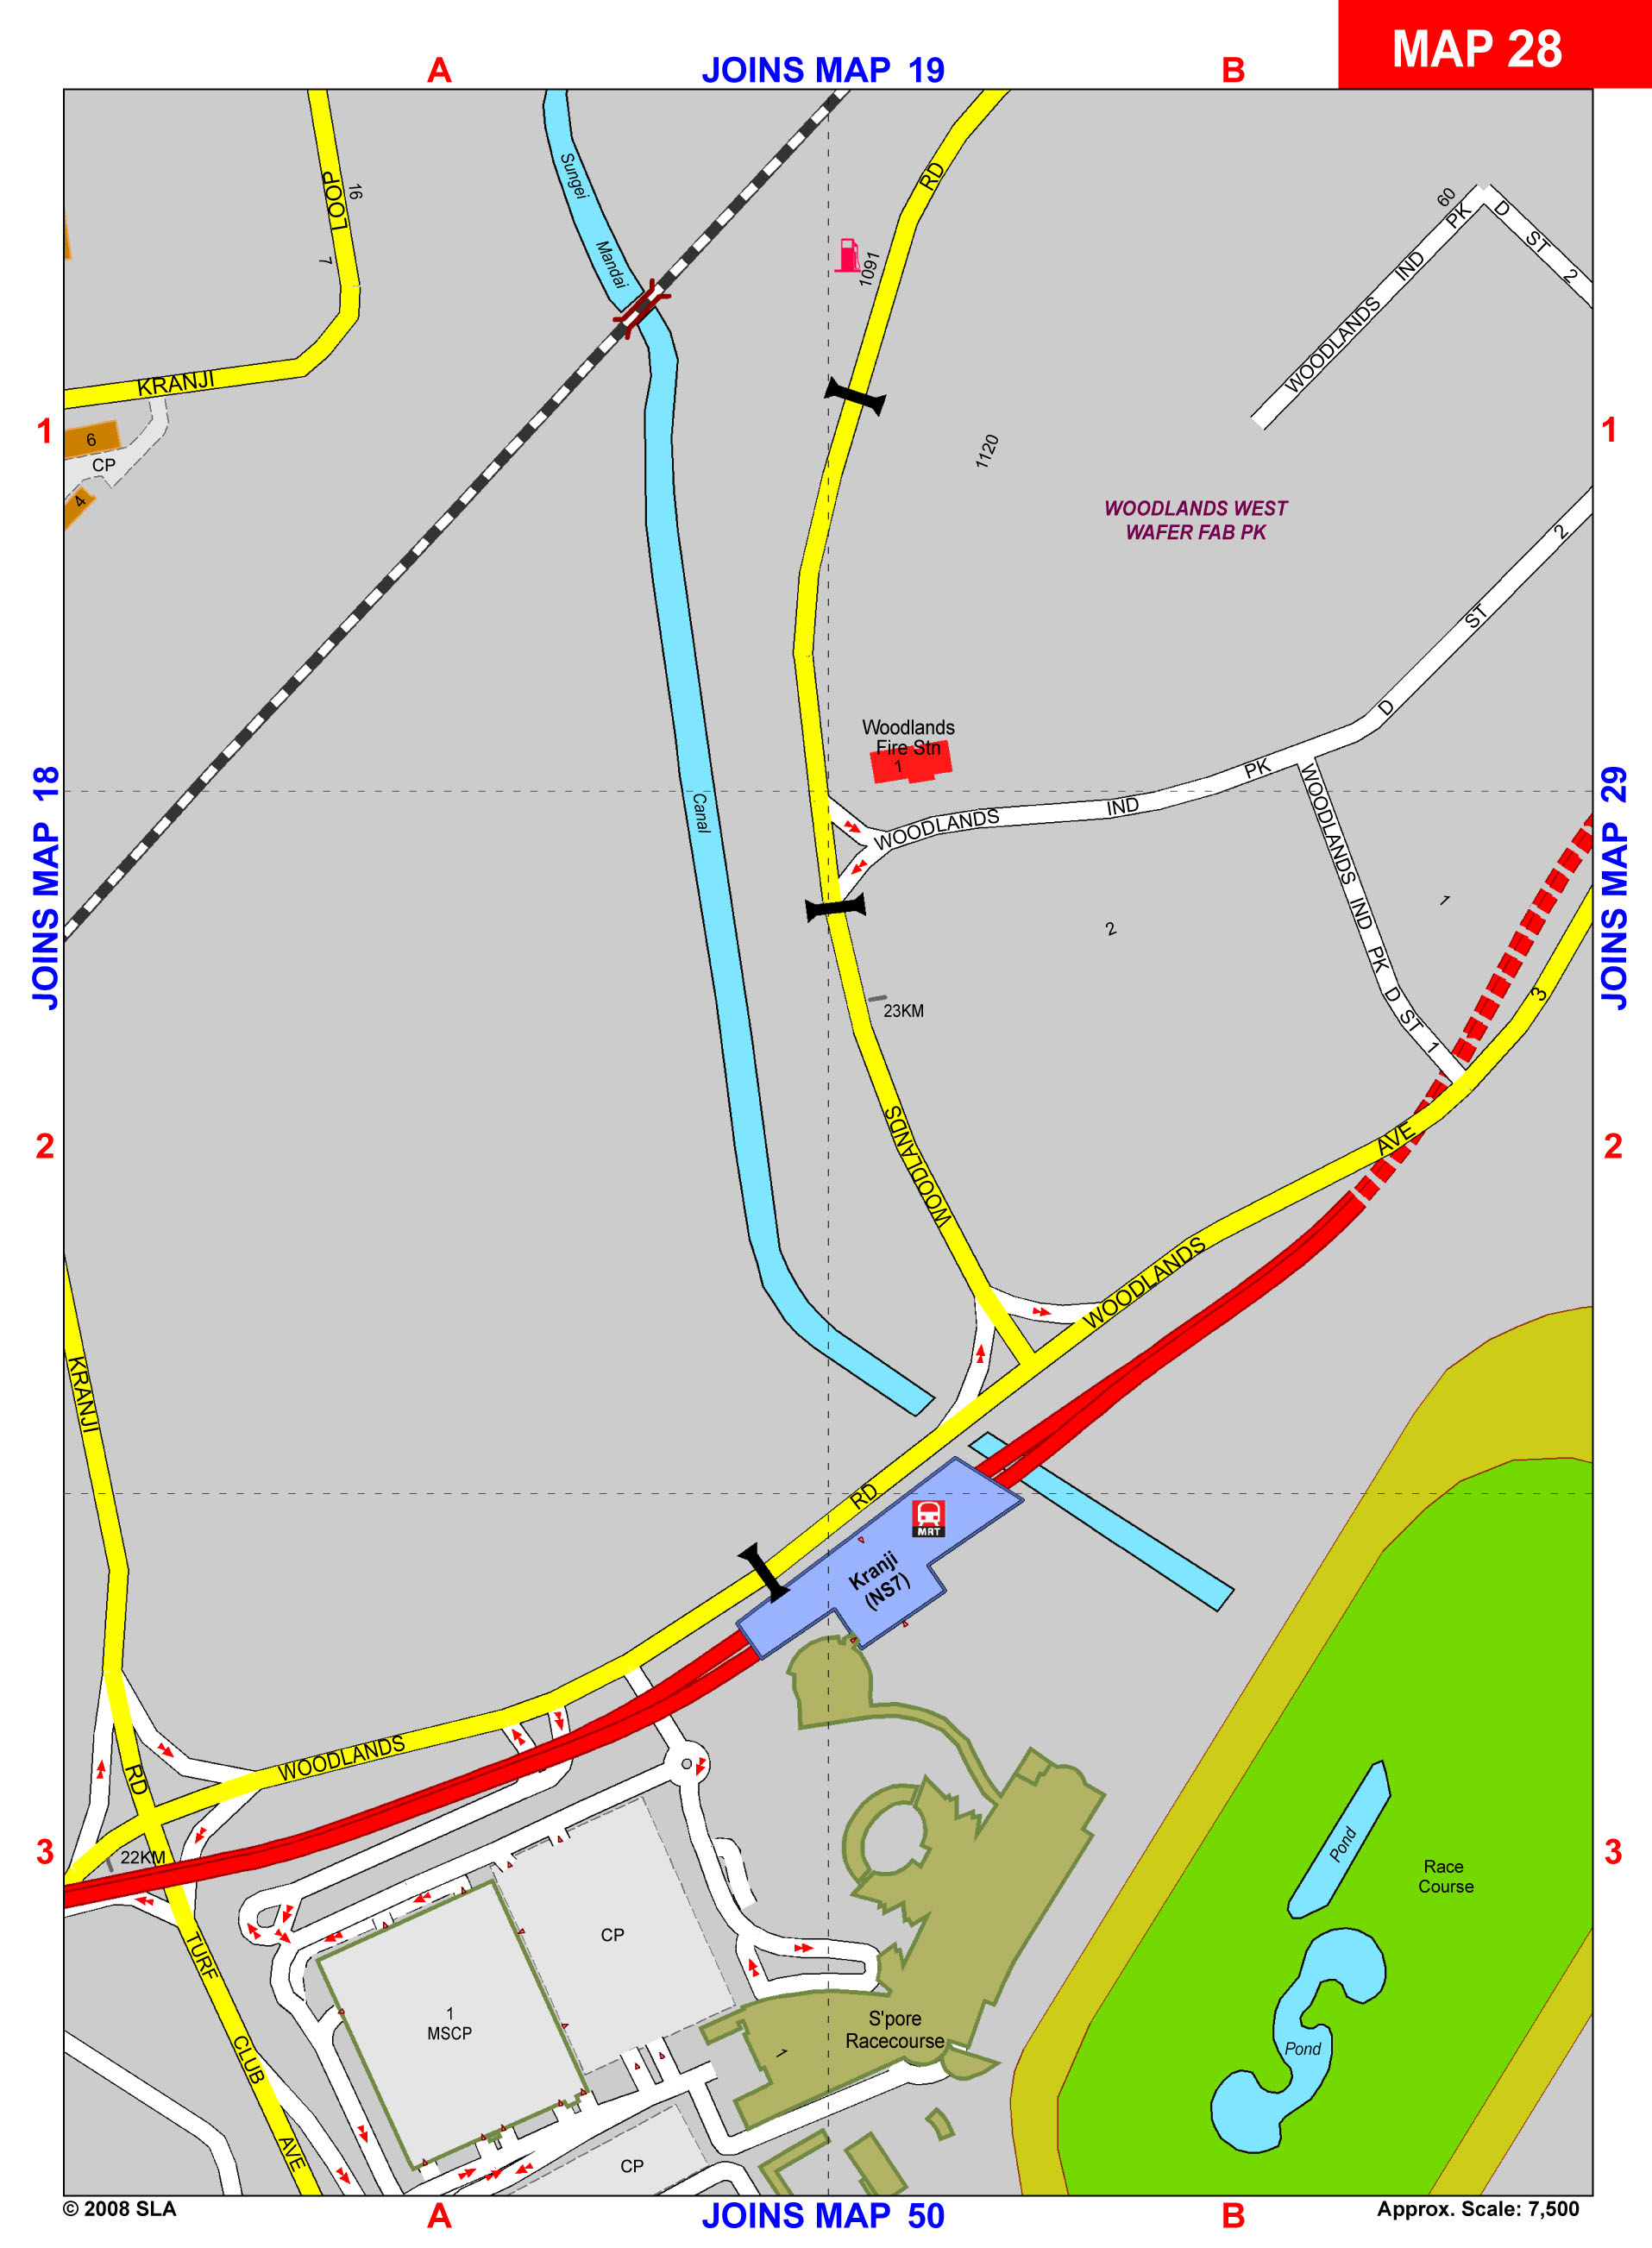 MAP 28
A
JOINS MAP 19
B
Sungei
Mandai
LOOP
16
7
RD
1091
60
WOODLANDS IND PK D ST 2
KRANJI
6
CP
4
1
1
1120
WOODLANDS WEST
WAFER FAB PK
Woodlands
Fire Stn
1
JOINS MAP 18
JOINS MAP 29
Canal
WOODLANDS IND PK D ST 2
WOODLANDS IND PK D ST 1
2
1
23KM
3
2
2
WOODLANDS
AVE
WOODLANDS
KRANJI
RD
MRT
Kranji
(NS7)
WOODLANDS
RD
3
3
22KM
Pond
Race
Course
TURF
CLUB
AVE
CP
1
MSCP
S'pore
Racecourse
1
Pond
CP
© 2008 SLA
A
JOINS MAP 50
B
Approx. Scale: 7,500